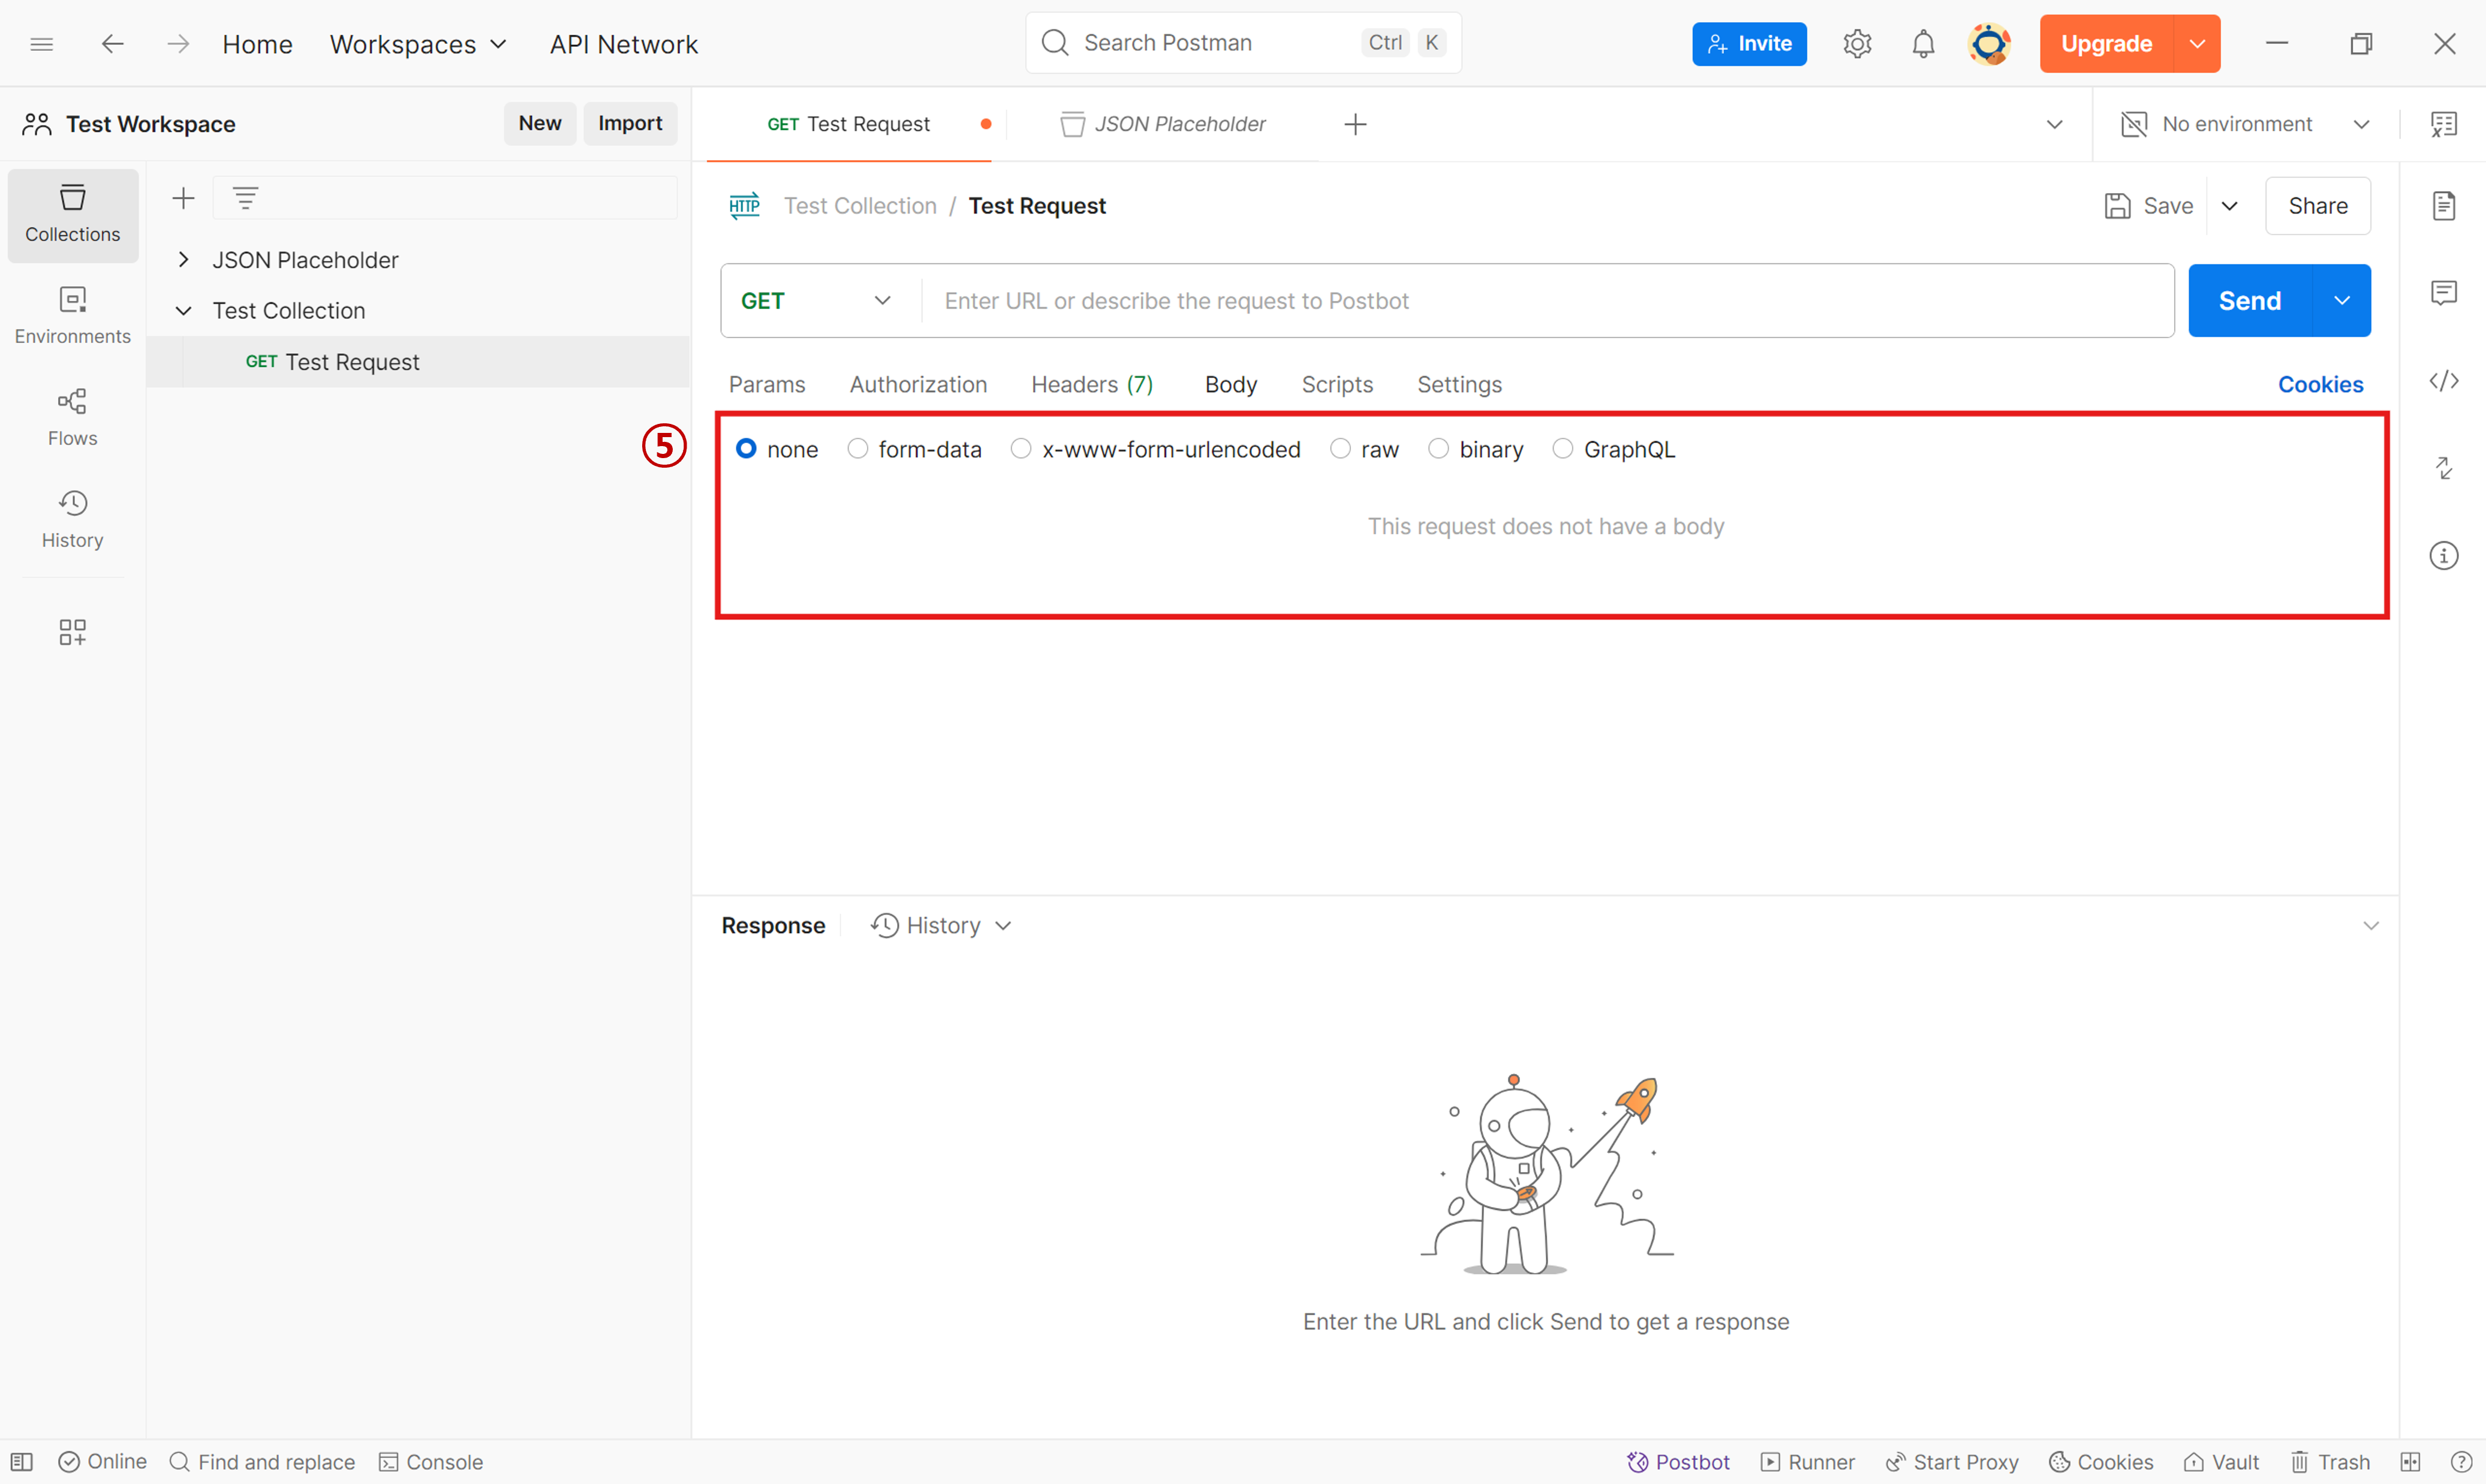 Home Workspaces API Network Search Postman Ctrl K Invite Upgrade
Test Workspace New Import GET Test Request JSON Placeholder No environment
Collections
Environments
Flows
History
JSON Placeholder
Test Collection
GET Test Request
HTTP Test Collection / Test Request Save Share
GET Enter URL or describe the request to Postbot Send
Params Authorization Headers (7) Body Scripts Settings Cookies
⑤ none form-data x-www-form-urlencoded raw binary GraphQL
This request does not have a body
Response History
Enter the URL and click Send to get a response
Online Find and replace Console Postbot Runner Start Proxy Cookies Vault Trash